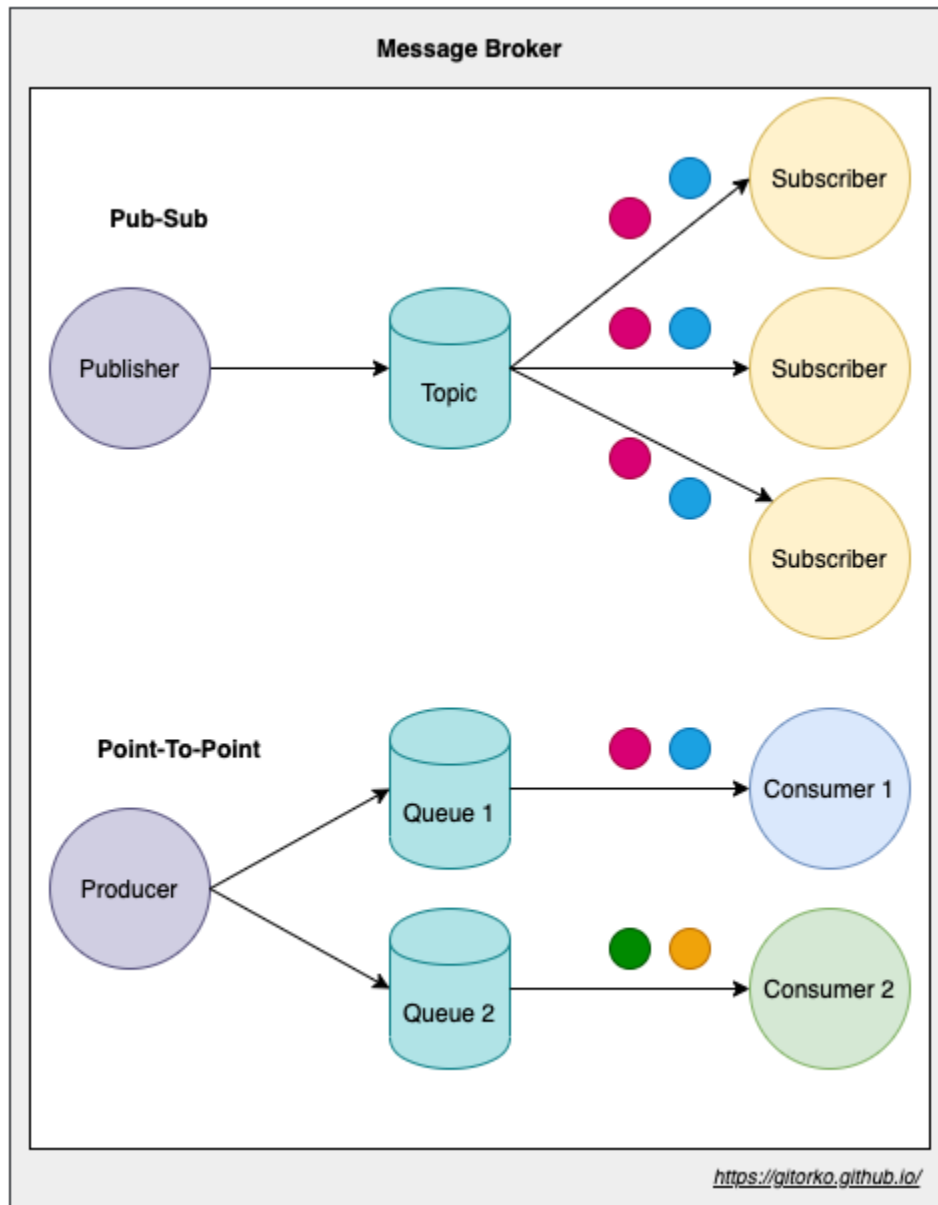 Message Broker
Pub-Sub
Subscriber
Publisher
Topic
Subscriber
Subscriber
Point-To-Point
Producer
Queue 1
Consumer 1
Queue 2
Consumer 2
https://gitorko.github.io/